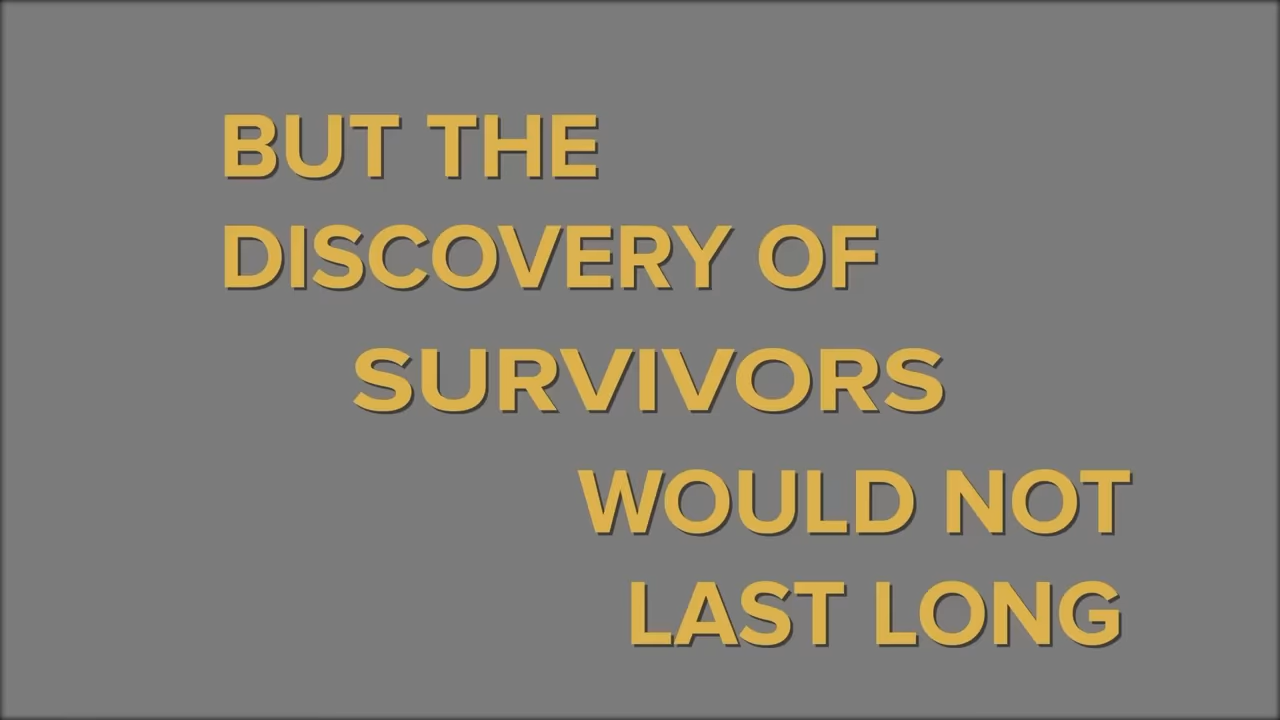 BUT THE
DISCOVERY OF
SURVIVORS
WOULD NOT
LAST LONG